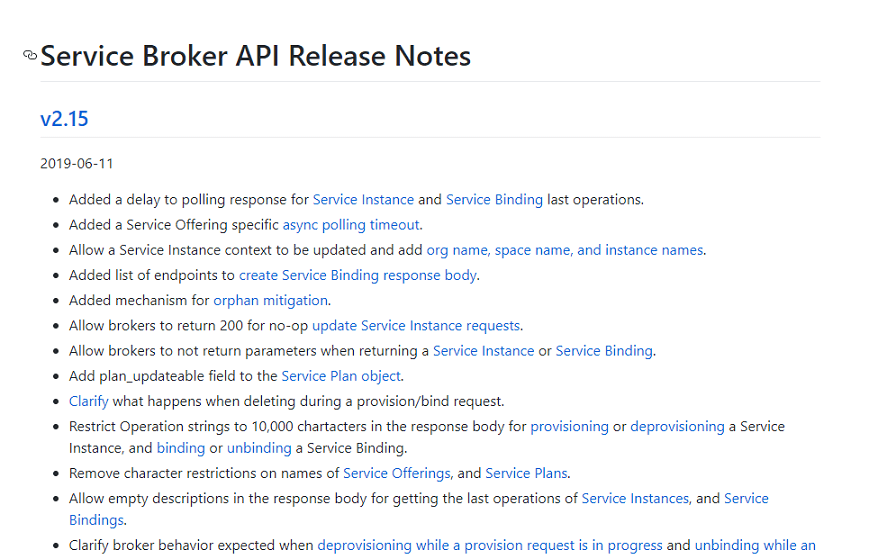 Service Broker API Release Notes
v2.15
2019-06-11
Added a delay to polling response for Service Instance and Service Binding last operations.
Added a Service Offering specific async polling timeout.
Allow a Service Instance context to be updated and add org name, space name, and instance names.
Added list of endpoints to create Service Binding response body.
Added mechanism for orphan mitigation.
Allow brokers to return 200 for no-op update Service Instance requests.
Allow brokers to not return parameters when returning a Service Instance or Service Binding.
Add plan_updateable field to the Service Plan object.
Clarify what happens when deleting during a provision/bind request.
Restrict Operation strings to 10,000 chartacters in the response body for provisioning or deprovisioning a Service
Instance, and binding or unbinding a Service Binding.
Remove character restrictions on names of Service Offerings, and Service Plans.
Allow empty descriptions in the response body for getting the last operations of Service Instances, and Service
Bindings.
Clarify broker behavior expected when deprovisioning while a provision request is in progress and unbinding while an